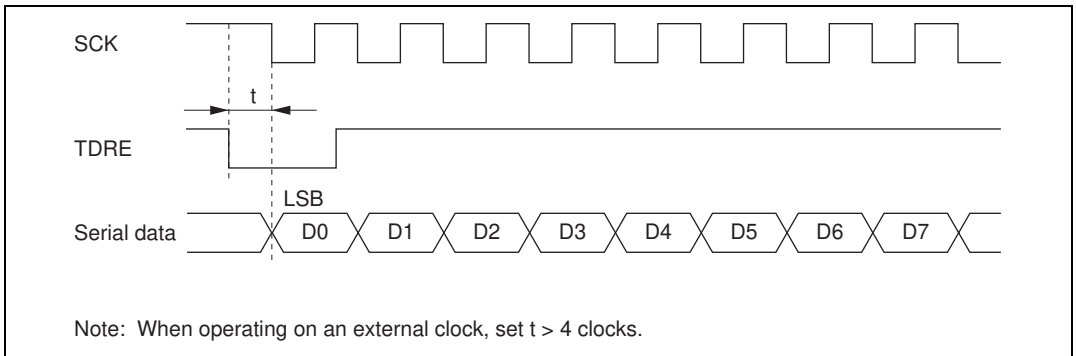 SCK
t
TDRE
LSB
Serial data D0 D1 D2 D3 D4 D5 D6 D7
Note: When operating on an external clock, set t > 4 clocks.